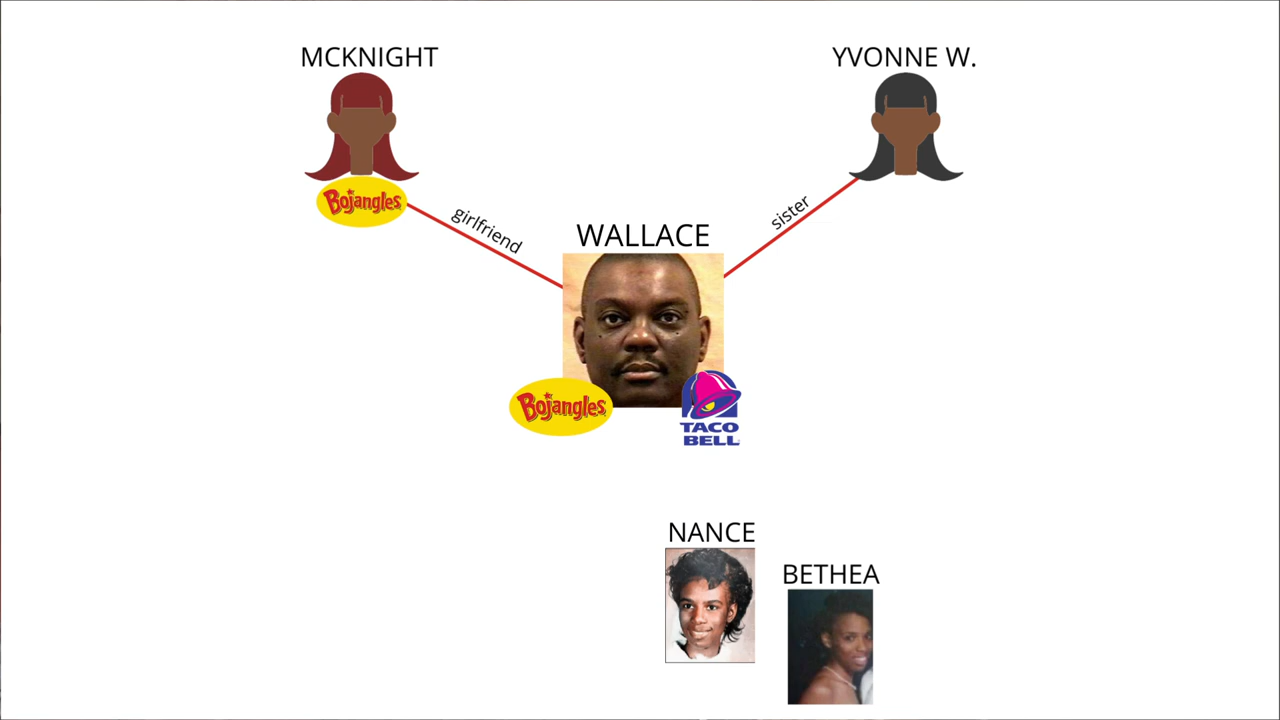 MCKNIGHT
YVONNE W.
Bojangles
girlfriend
sister
WALLACE
Bojangles
TACO
BELL
NANCE
BETHEA